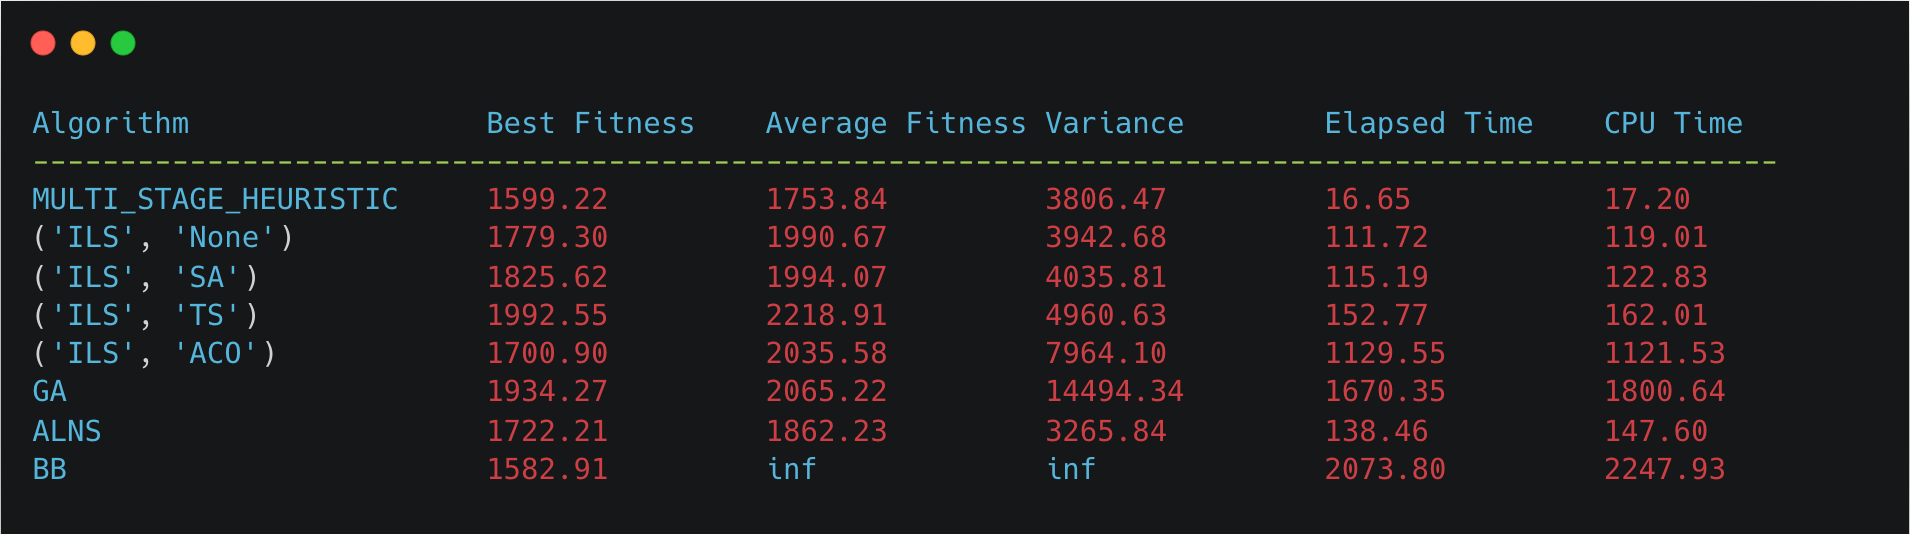 Algorithm Best Fitness Average Fitness Variance Elapsed Time CPU Time
----------------------------------------------------------------------------------------------------
MULTI_STAGE_HEURISTIC 1599.22 1753.84 3806.47 16.65 17.20
('ILS', 'None') 1779.30 1990.67 3942.68 111.72 119.01
('ILS', 'SA') 1825.62 1994.07 4035.81 115.19 122.83
('ILS', 'TS') 1992.55 2218.91 4960.63 152.77 162.01
('ILS', 'ACO') 1700.90 2035.58 7964.10 1129.55 1121.53
GA 1934.27 2065.22 14494.34 1670.35 1800.64
ALNS 1722.21 1862.23 3265.84 138.46 147.60
BB 1582.91 inf inf 2073.80 2247.93